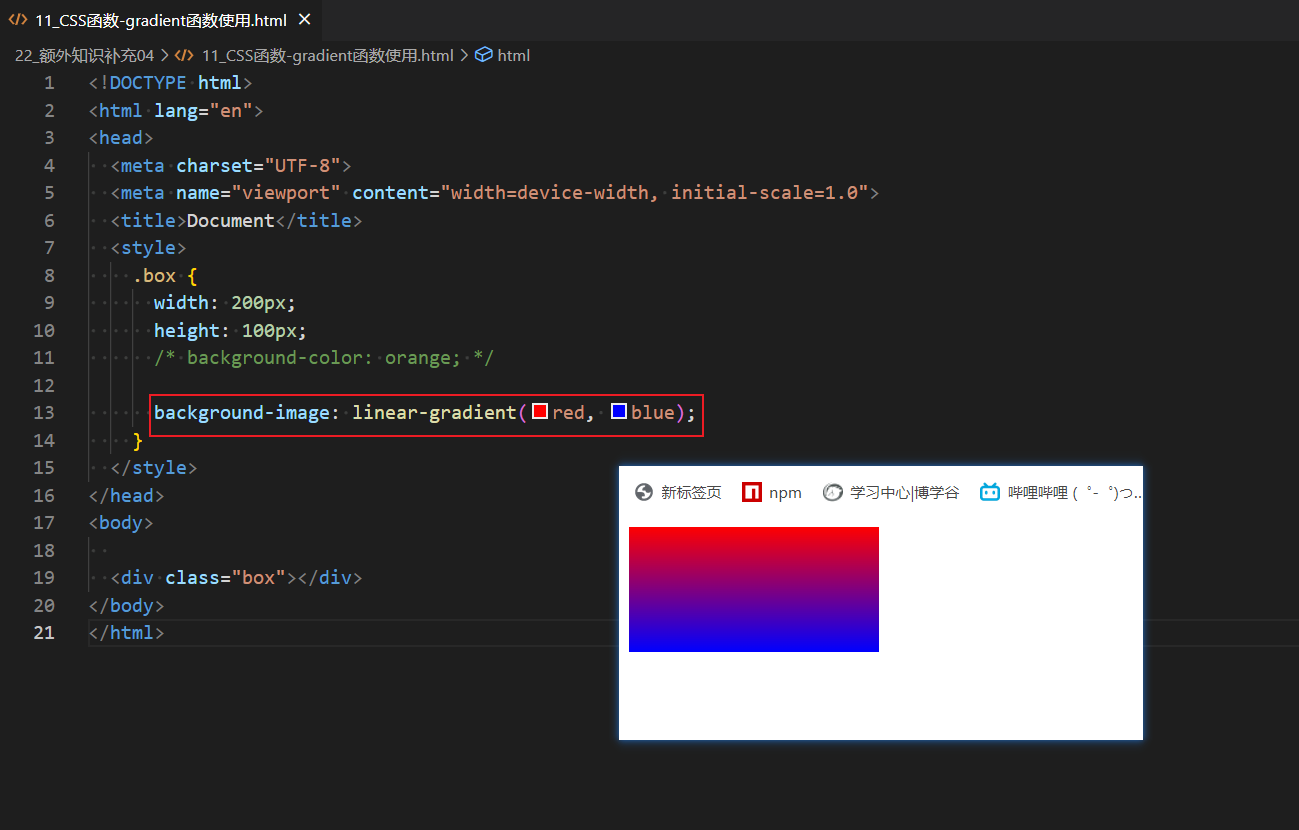 11_CSS函数-gradient函数使用.html
22_额外知识补充04 > 11_CSS函数-gradient函数使用.html > html
1 <!DOCTYPE html>
2 <html lang="en">
3 <head>
4 <meta charset="UTF-8">
5 <meta name="viewport" content="width=device-width, initial-scale=1.0">
6 <title>Document</title>
7 <style>
8 .box {
9 width: 200px;
10 height: 100px;
11 /* background-color: orange; */
12
13 background-image: linear-gradient(red, blue);
14 }
15 </style>
16 </head>
17 <body>
18
19 <div class="box"></div>
20 </body>
21 </html>
新标签页 npm 学习中心|博学谷 哔哩哔哩 (゜-゜)つ...